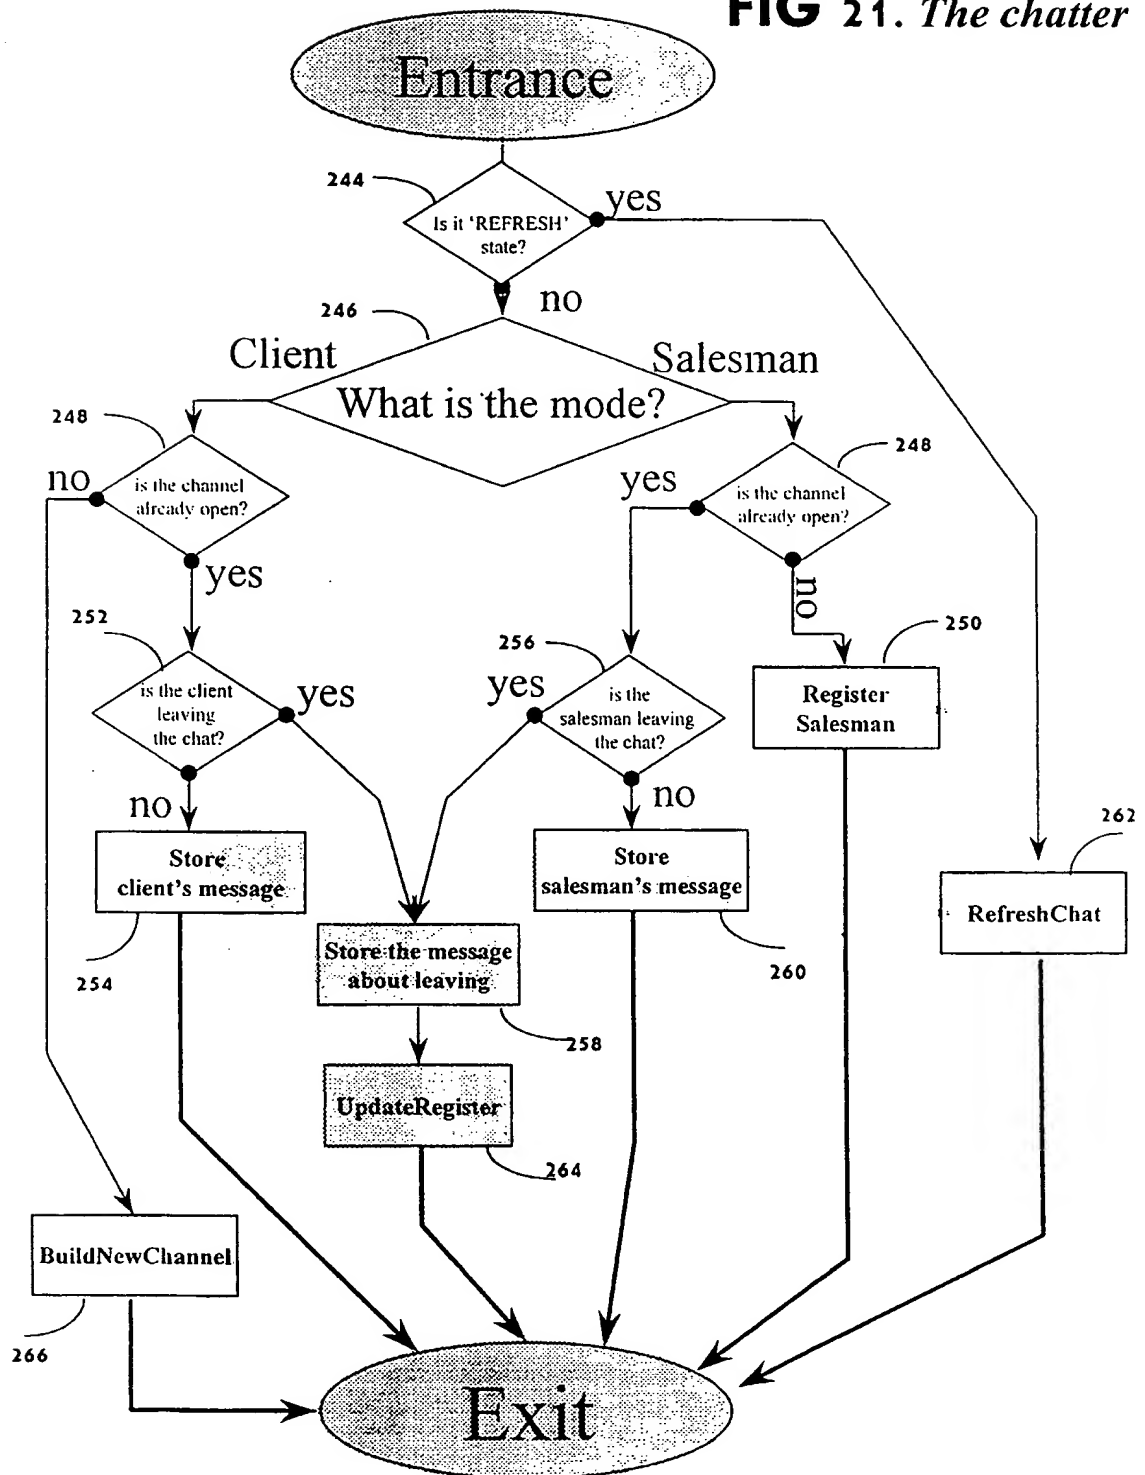 FIG 21. The chatter
Entrance
244
Is it 'REFRESH'
state?
yes
no
246
Client
Salesman
What is the mode?
248
no
is the channel
already open?
yes
248
yes
is the channel
already open?
no
252
is the client
leaving
the chat?
yes
no
256
yes
is the
salesman leaving
the chat?
no
250
Register
Salesman
Store
client's message
254
Store
salesman's message
260
262
RefreshChat
Store the message
about leaving
258
UpdateRegister
264
BuildNewChannel
266
Exit